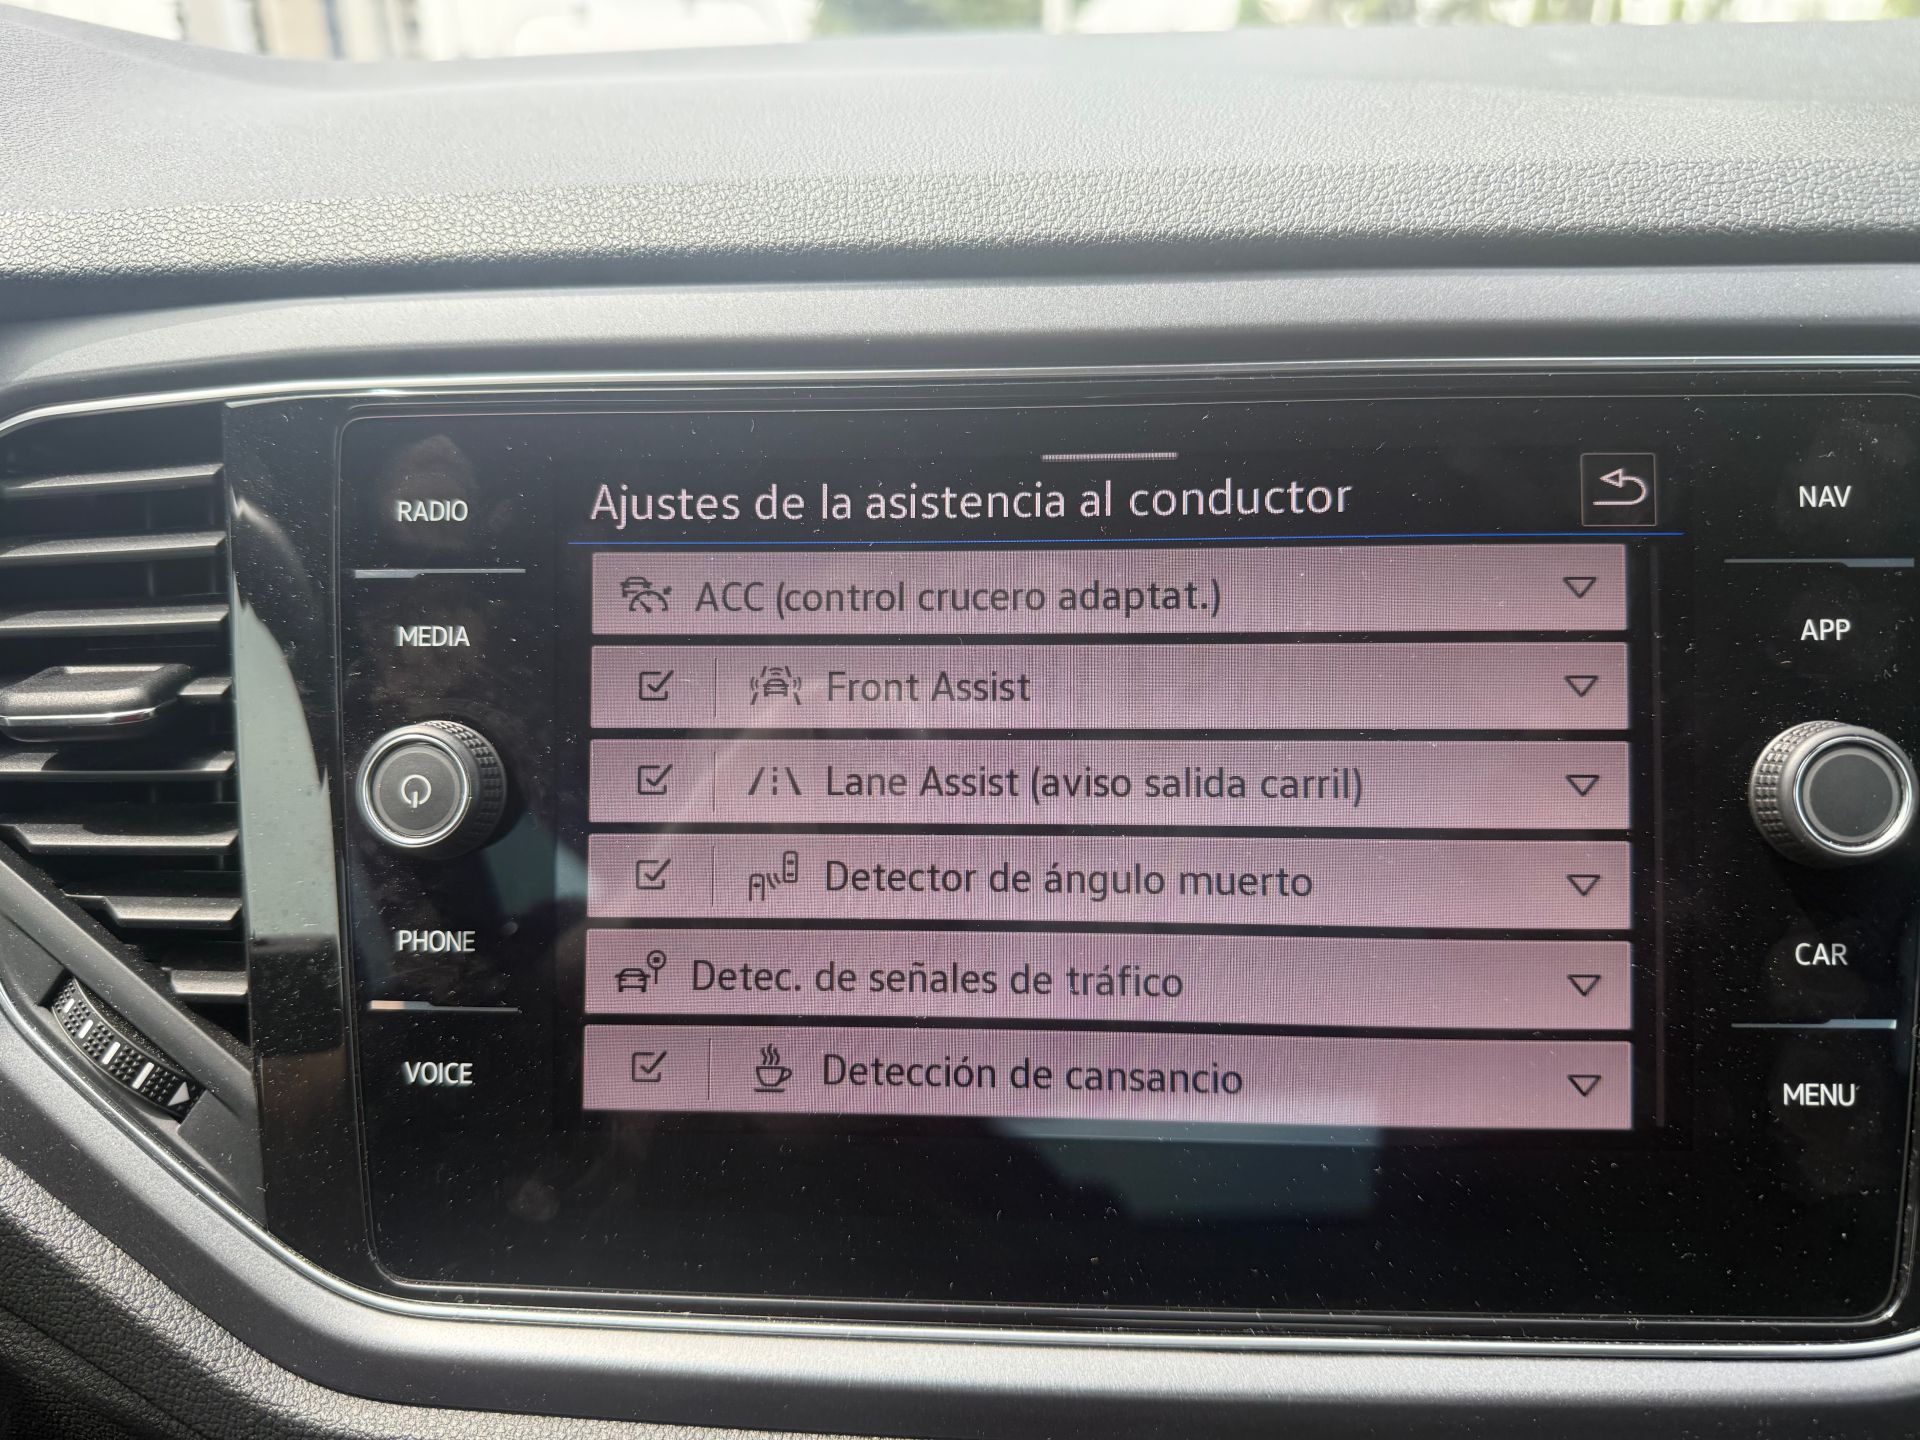 RADIO
MEDIA
PHONE
VOICE
Ajustes de la asistencia al conductor
ACC (control crucero adaptat.)
Front Assist
Lane Assist (aviso salida carril)
Detector de ángulo muerto
Detec. de señales de tráfico
Detección de cansancio
NAV
APP
CAR
MENU